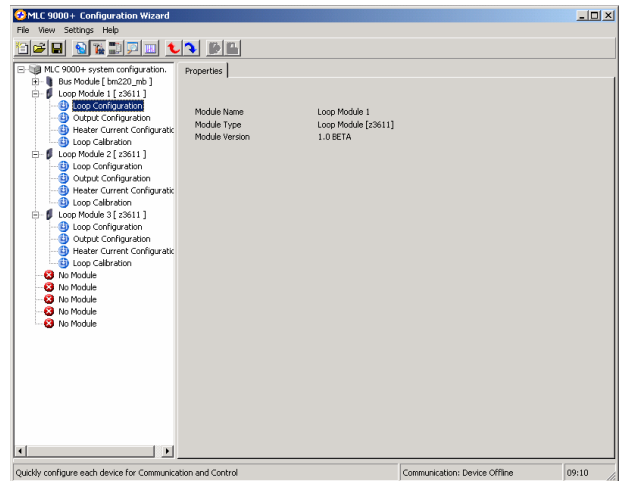 MLC 9000+ Configuration Wizard
File View Settings Help
MLC 9000+ system configuration.
Bus Module [ bm220_mb ]
Loop Module 1 [ z3611 ]
Loop Configuration
Output Configuration
Heater Current Configuratic
Loop Calibration
Loop Module 2 [ z3611 ]
Loop Configuration
Output Configuration
Heater Current Configuratic
Loop Calibration
Loop Module 3 [ z3611 ]
Loop Configuration
Output Configuration
Heater Current Configuratic
Loop Calibration
No Module
No Module
No Module
No Module
No Module
Properties
Module Name Loop Module 1
Module Type Loop Module [z3611]
Module Version 1.0 BETA
Quickly configure each device for Communication and Control Communication: Device Offline 09:10